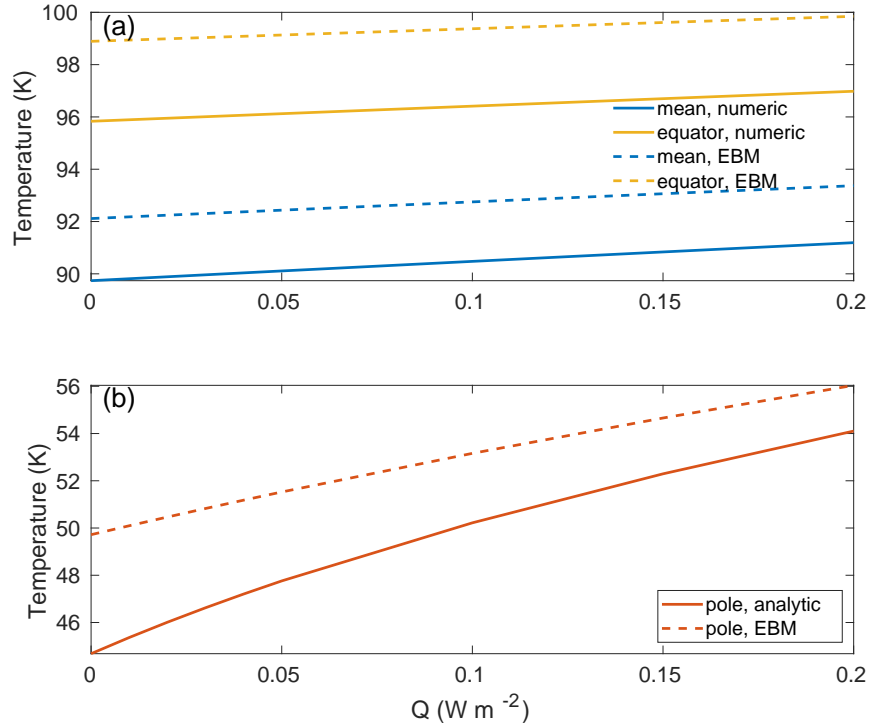 (a)
100
98
96
94
92
90
Temperature (K)
mean, numeric
equator, numeric
mean, EBM
equator, EBM
0
0.05
0.1
0.15
0.2
(b)
56
54
52
50
48
46
Temperature (K)
pole, analytic
pole, EBM
0
0.05
0.1
0.15
0.2
Q (W m -2)